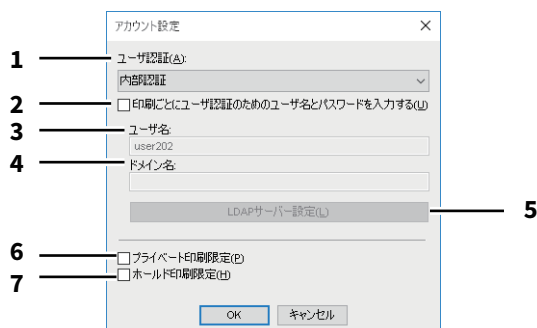 アカウント設定
1
ユーザ認証(A):
内部認証
2
印刷ごとにユーザ認証のためのユーザ名とパスワードを入力する(U)
3
ユーザ名:
user202
4
ドメイン名:
LDAPサーバー設定(L)
5
6
プライベート印刷限定(P)
7
ホールド印刷限定(H)
OK
キャンセル